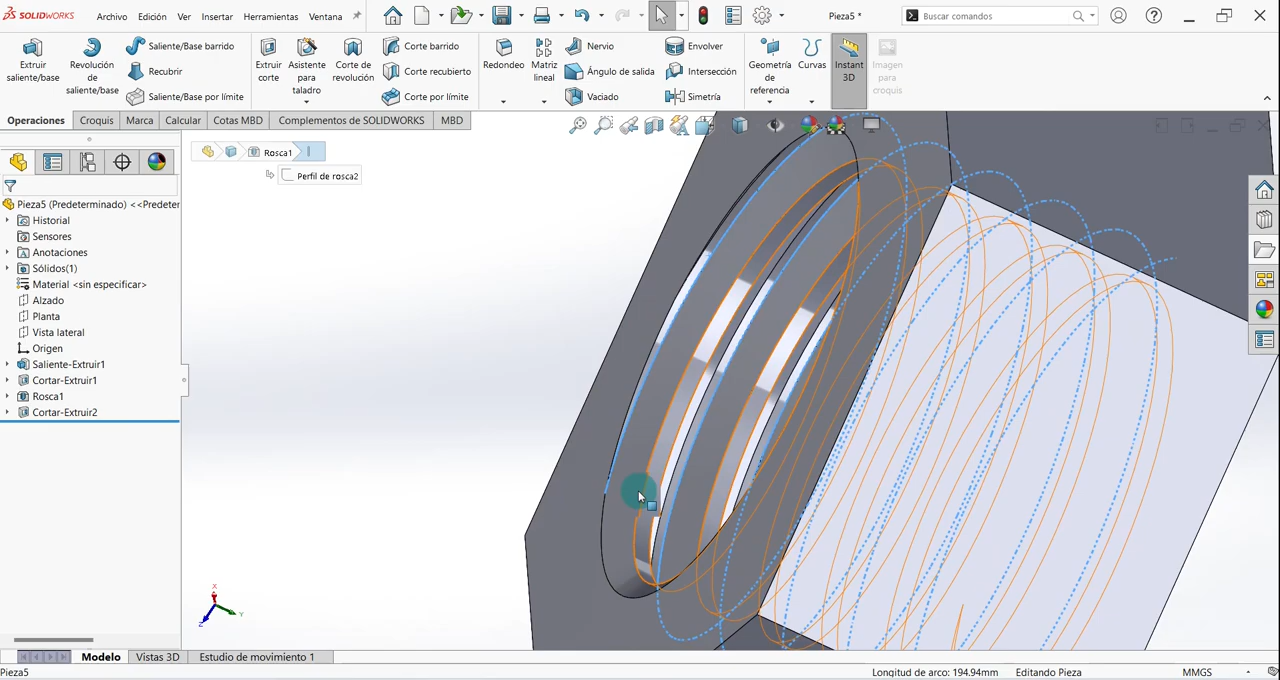 SOLIDWORKS
Archivo Edición Ver Insertar Herramientas Ventana
Pieza5 *
Buscar comandos
Extruir saliente/base
Revolución de saliente/base
Saliente/Base barrido
Recubrir
Saliente/Base por límite
Extruir corte
Asistente para taladro
Corte de revolución
Corte barrido
Corte recubierto
Corte por límite
Redondeo
Matriz lineal
Nervio
Ángulo de salida
Vaciado
Envolver
Intersección
Simetría
Geometría de referencia
Curvas
Instant 3D
Imagen para croquis
Operaciones Croquis Marca Calcular Cotas MBD Complementos de SOLIDWORKS MBD
Rosca1
Perfil de rosca2
Pieza5 (Predeterminado) <<Predeter
Historial
Sensores
Anotaciones
Sólidos(1)
Material <sin especificar>
Alzado
Planta
Vista lateral
Origen
Saliente-Extruir1
Cortar-Extruir1
Rosca1
Cortar-Extruir2
X
Y
Z
Modelo Vistas 3D Estudio de movimiento 1
Pieza5 Longitud de arco: 194.94mm Editando Pieza MMGS